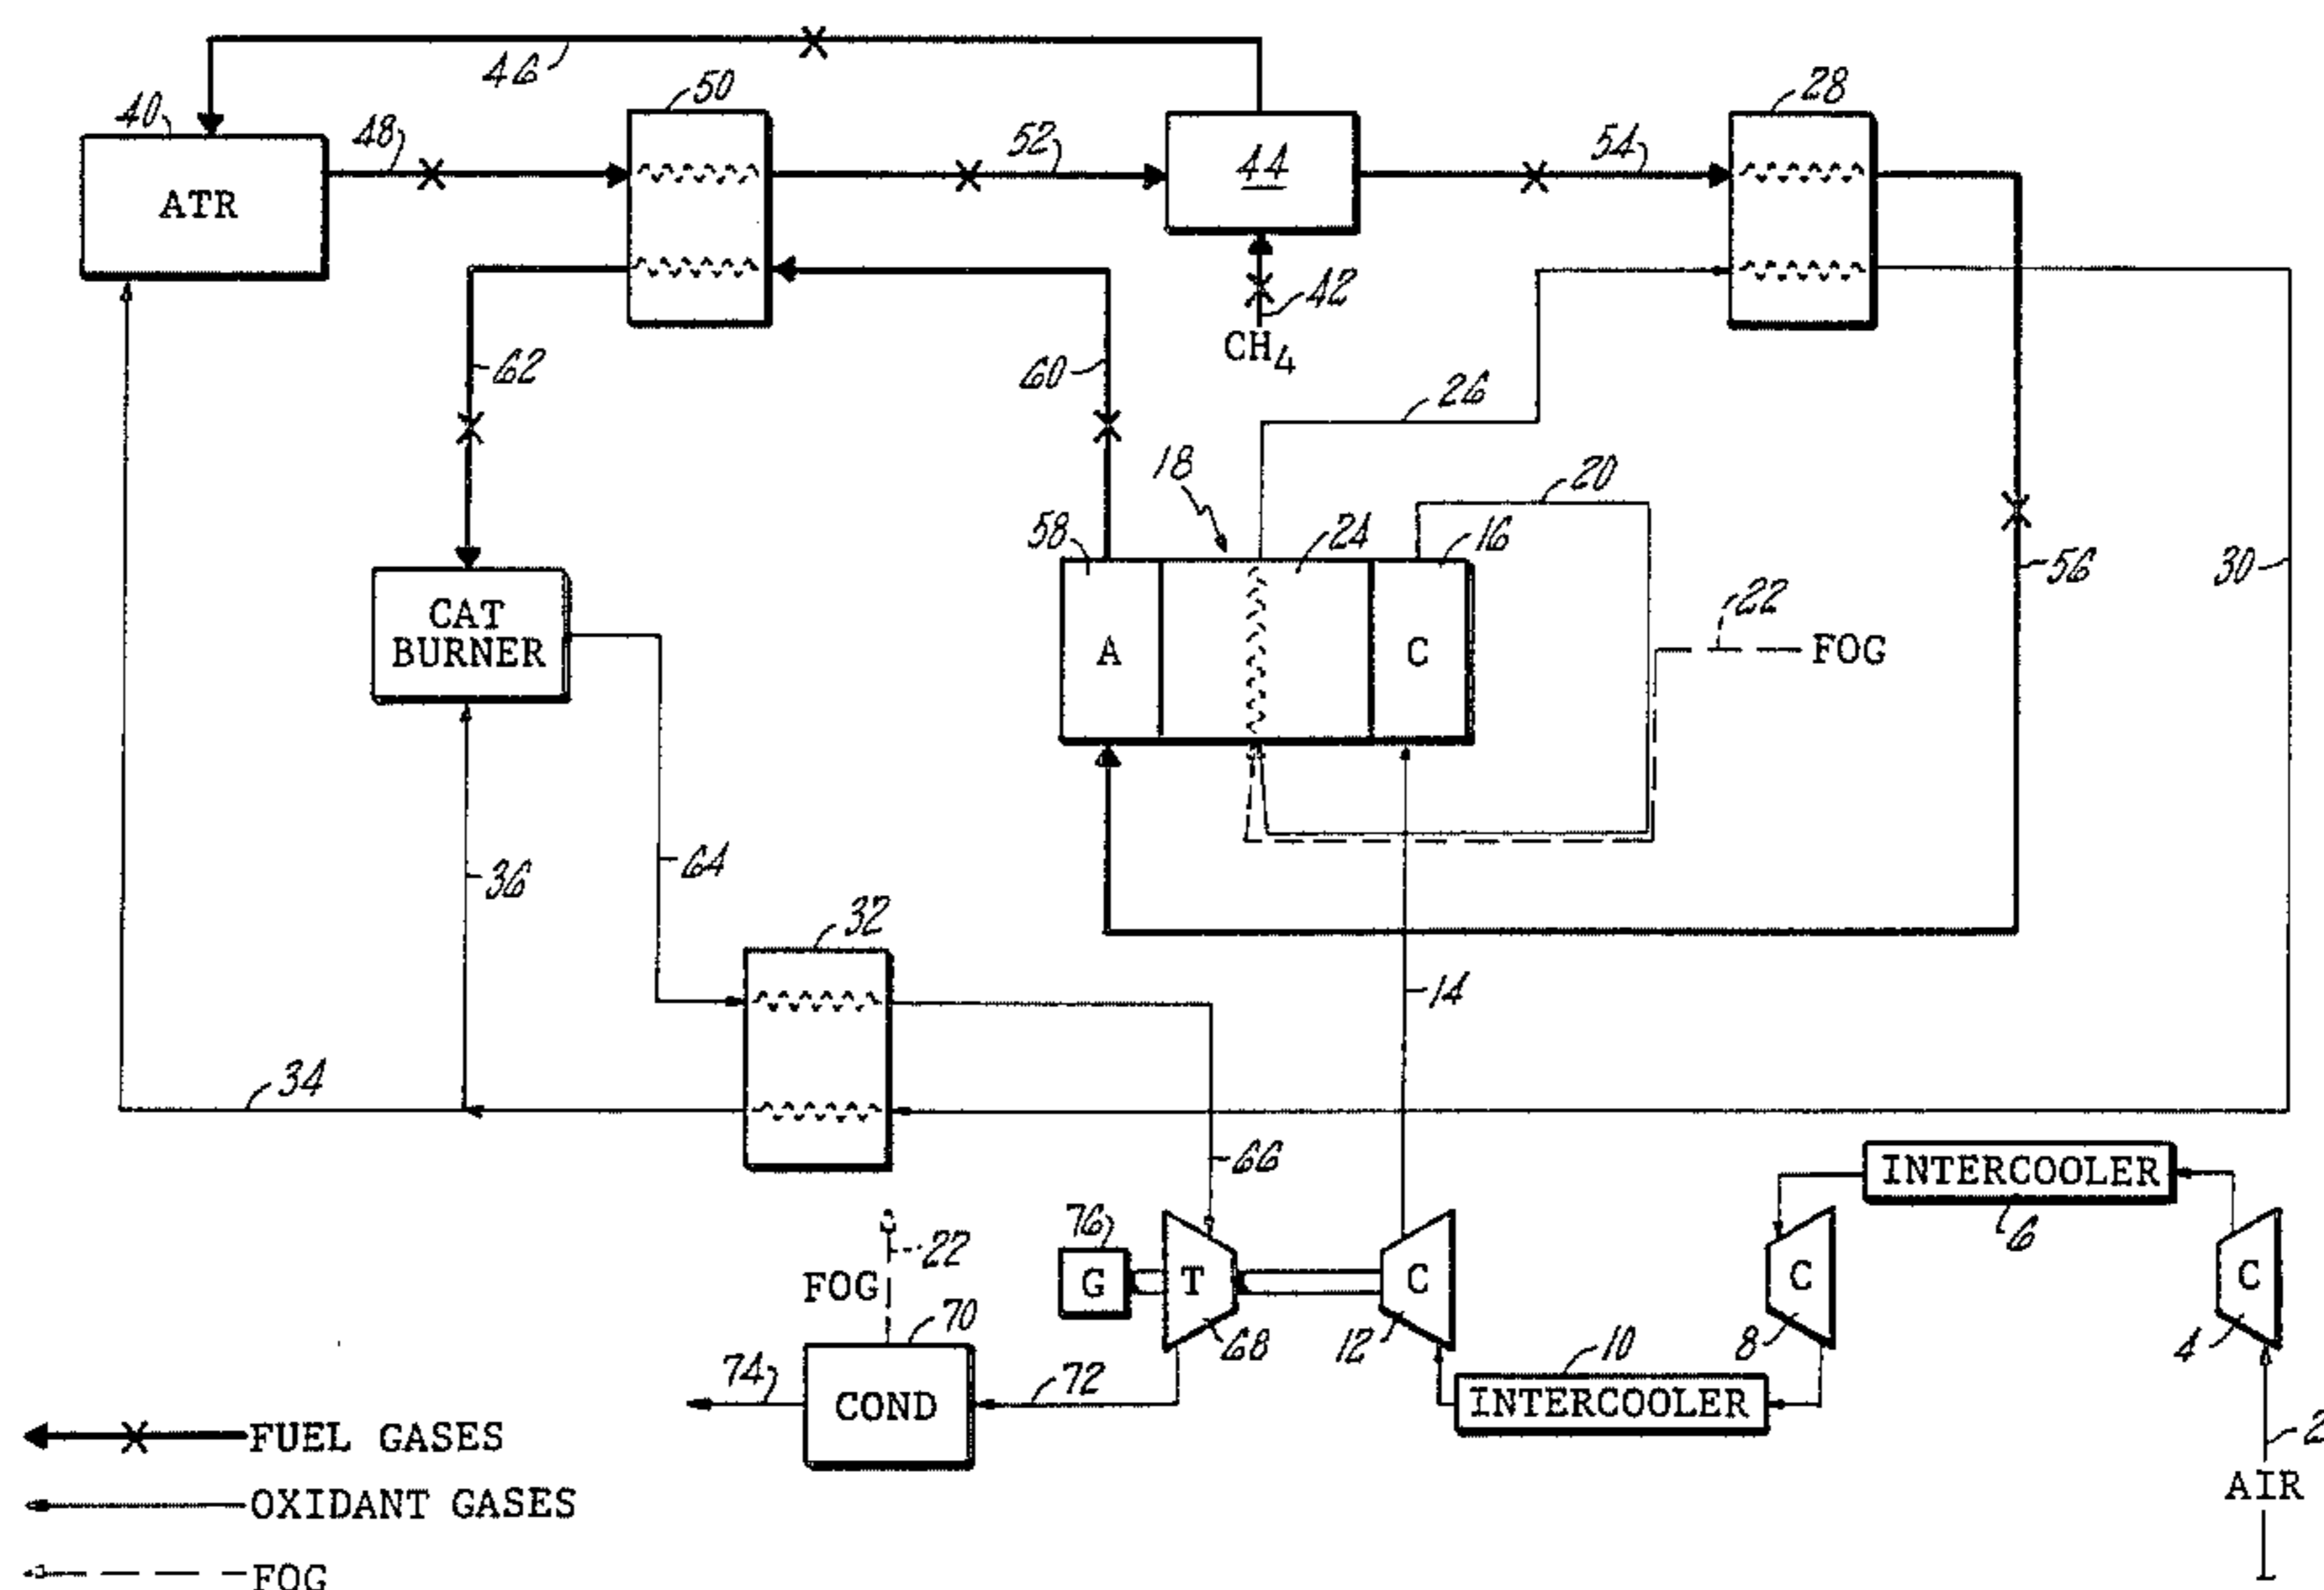 46
40
48
50
52
54
28
44
ATR
42
CH4
62
60
26
18
20
58
24
16
56
30
22
FOG
CAT
BURNER
A
C
64
36
32
14
34
66
INTERCOOLER
6
76
22
FOG
G
T
C
C
C
70
68
12
8
10
4
74
72
COND
INTERCOOLER
2
AIR
FUEL GASES
OXIDANT GASES
FOG